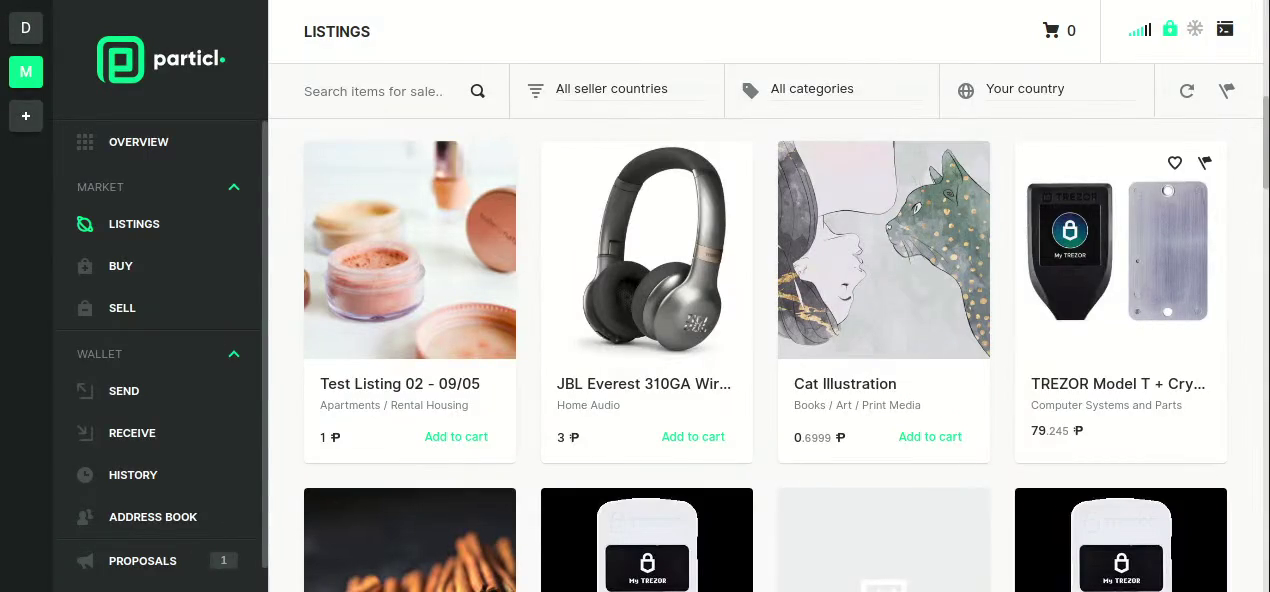 D
M
+
particl
OVERVIEW
MARKET
LISTINGS
BUY
SELL
WALLET
SEND
RECEIVE
HISTORY
ADDRESS BOOK
PROPOSALS
1
LISTINGS
0
Search items for sale..
All seller countries
All categories
Your country
JBL
TREZOR
My TREZOR
Test Listing 02 - 09/05
Apartments / Rental Housing
1 ₱
Add to cart
JBL Everest 310GA Wir...
Home Audio
3 ₱
Add to cart
Cat Illustration
Books / Art / Print Media
0.6999 ₱
Add to cart
TREZOR Model T + Cry...
Computer Systems and Parts
79.245 ₱
My TREZOR
My TREZOR